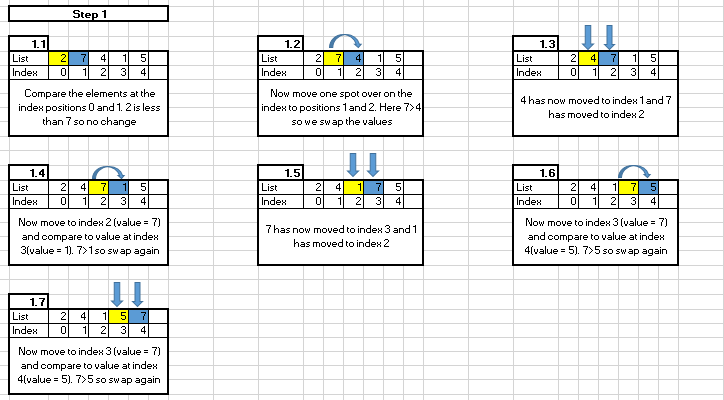 Step 1
1.1
List 2 7 4 1 5
Index 0 1 2 3 4
Compare the elements at the
index positions 0 and 1. 2 is less
than 7 so no change
1.2
List 2 7 4 1 5
Index 0 1 2 3 4
Now move one spot over on the
index to positions 1 and 2. Here 7>4
so we swap the values
1.3
List 2 4 7 1 5
Index 0 1 2 3 4
4 has now moved to index 1 and 7
has moved to index 2
1.4
List 2 4 7 1 5
Index 0 1 2 3 4
Now move to index 2 (value = 7)
and compare to value at index
3(value = 1). 7>1 so swap again
1.5
List 2 4 1 7 5
Index 0 1 2 3 4
7 has now moved to index 3 and 1
has moved to index 2
1.6
List 2 4 1 7 5
Index 0 1 2 3 4
Now move to index 3 (value = 7)
and compare to value at index
4(value = 5). 7>5 so swap again
1.7
List 2 4 1 5 7
Index 0 1 2 3 4
Now move to index 3 (value = 7)
and compare to value at index
4(value = 5). 7>5 so swap again